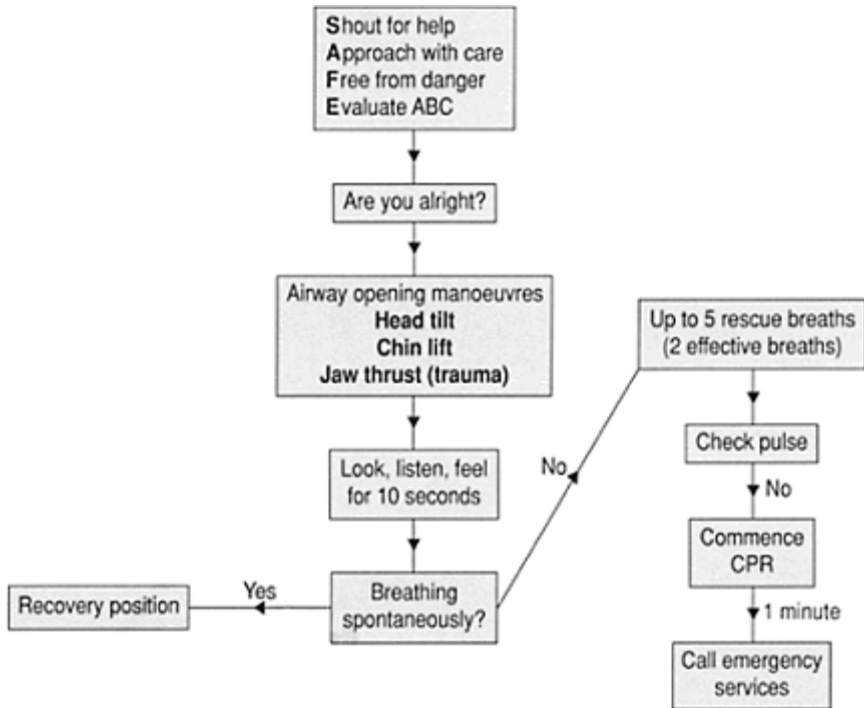 Shout for help
Approach with care
Free from danger
Evaluate ABC
Are you alright?
Airway opening manoeuvres
Head tilt
Chin lift
Jaw thrust (trauma)
Look, listen, feel
for 10 seconds
Breathing
spontaneously?
Yes
Recovery position
No
Up to 5 rescue breaths
(2 effective breaths)
Check pulse
No
Commence
CPR
1 minute
Call emergency
services